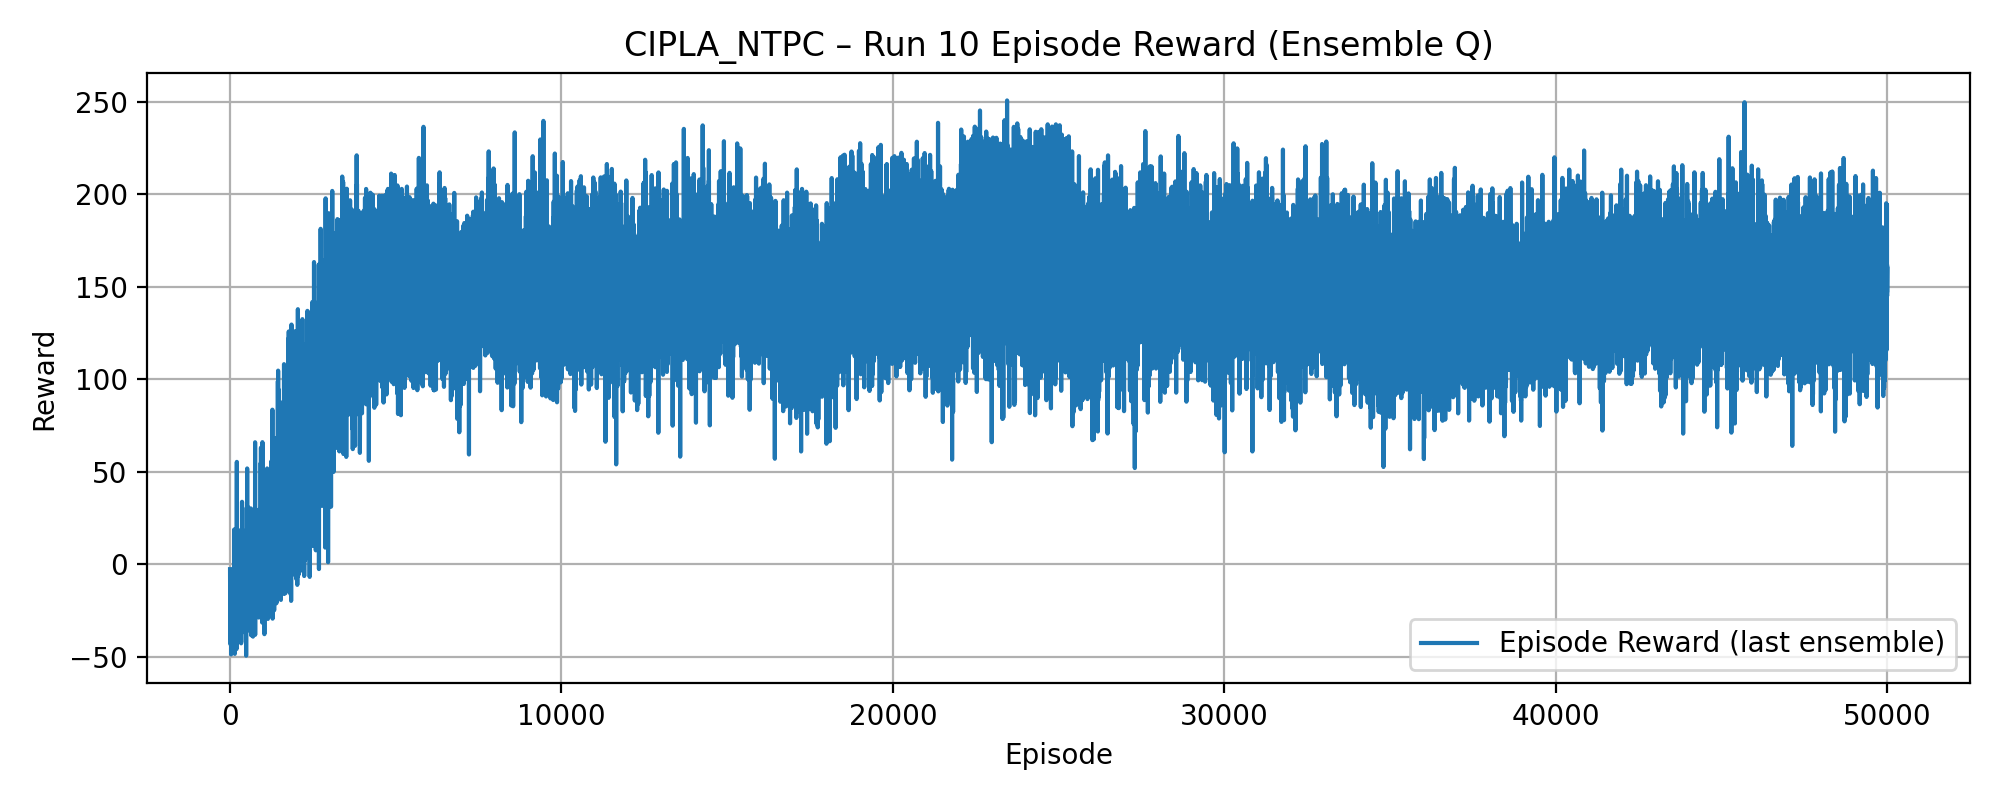 CIPLA_NTPC – Run 10 Episode Reward (Ensemble Q)
250
200
150
100
50
0
−50
Reward
0 10000 20000 30000 40000 50000
Episode
Episode Reward (last ensemble)